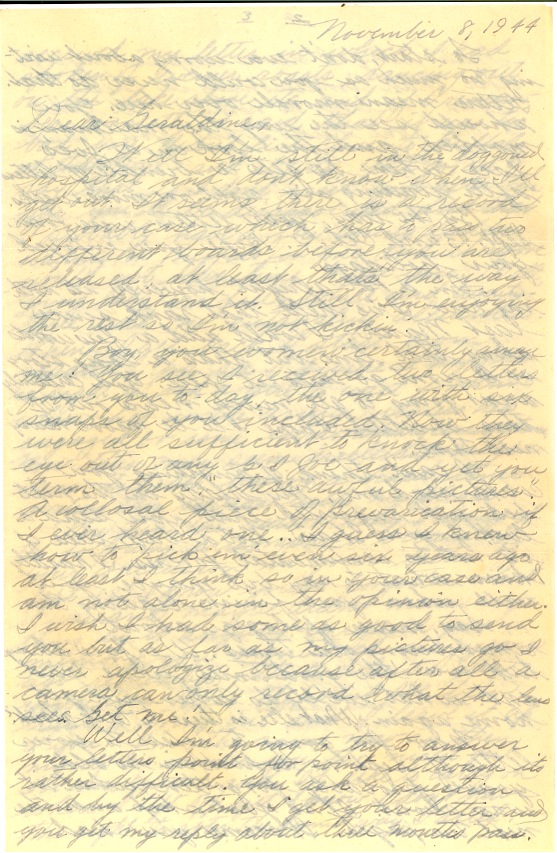 November 8, 1944
Dear Geraldine,
Well I'm still in the doggoned
hospital and don't know when I'll
get out. It seems there is a record
of your case which has to pass two
different boards before you are
released, at least that's the way
I understand it. Still I'm enjoying
the rest so I'm not kickin.
Boy you women certainly amaze
me. You see I received two letters
from you to-day the one with six
snaps of you included. Now they
were all sufficient to knock the
eye out of any G I Joe and yet you
term them, "these awful pictures".
A collosal piece of prevarication if
I ever heard one.. I guess I knew
how to pick 'em even six years ago
at least I think so in your case and
am not alone in the opinion either.
I wish I had some as good to send
you but as far as my pictures go I
never apologize because after all a
camera can only record what the lens
sees. Get me!
Well I'm going to try to answer
your letters point for point although its
rather difficult. You ask a question
and by the time I get your letter and
you get my reply about three months pass.